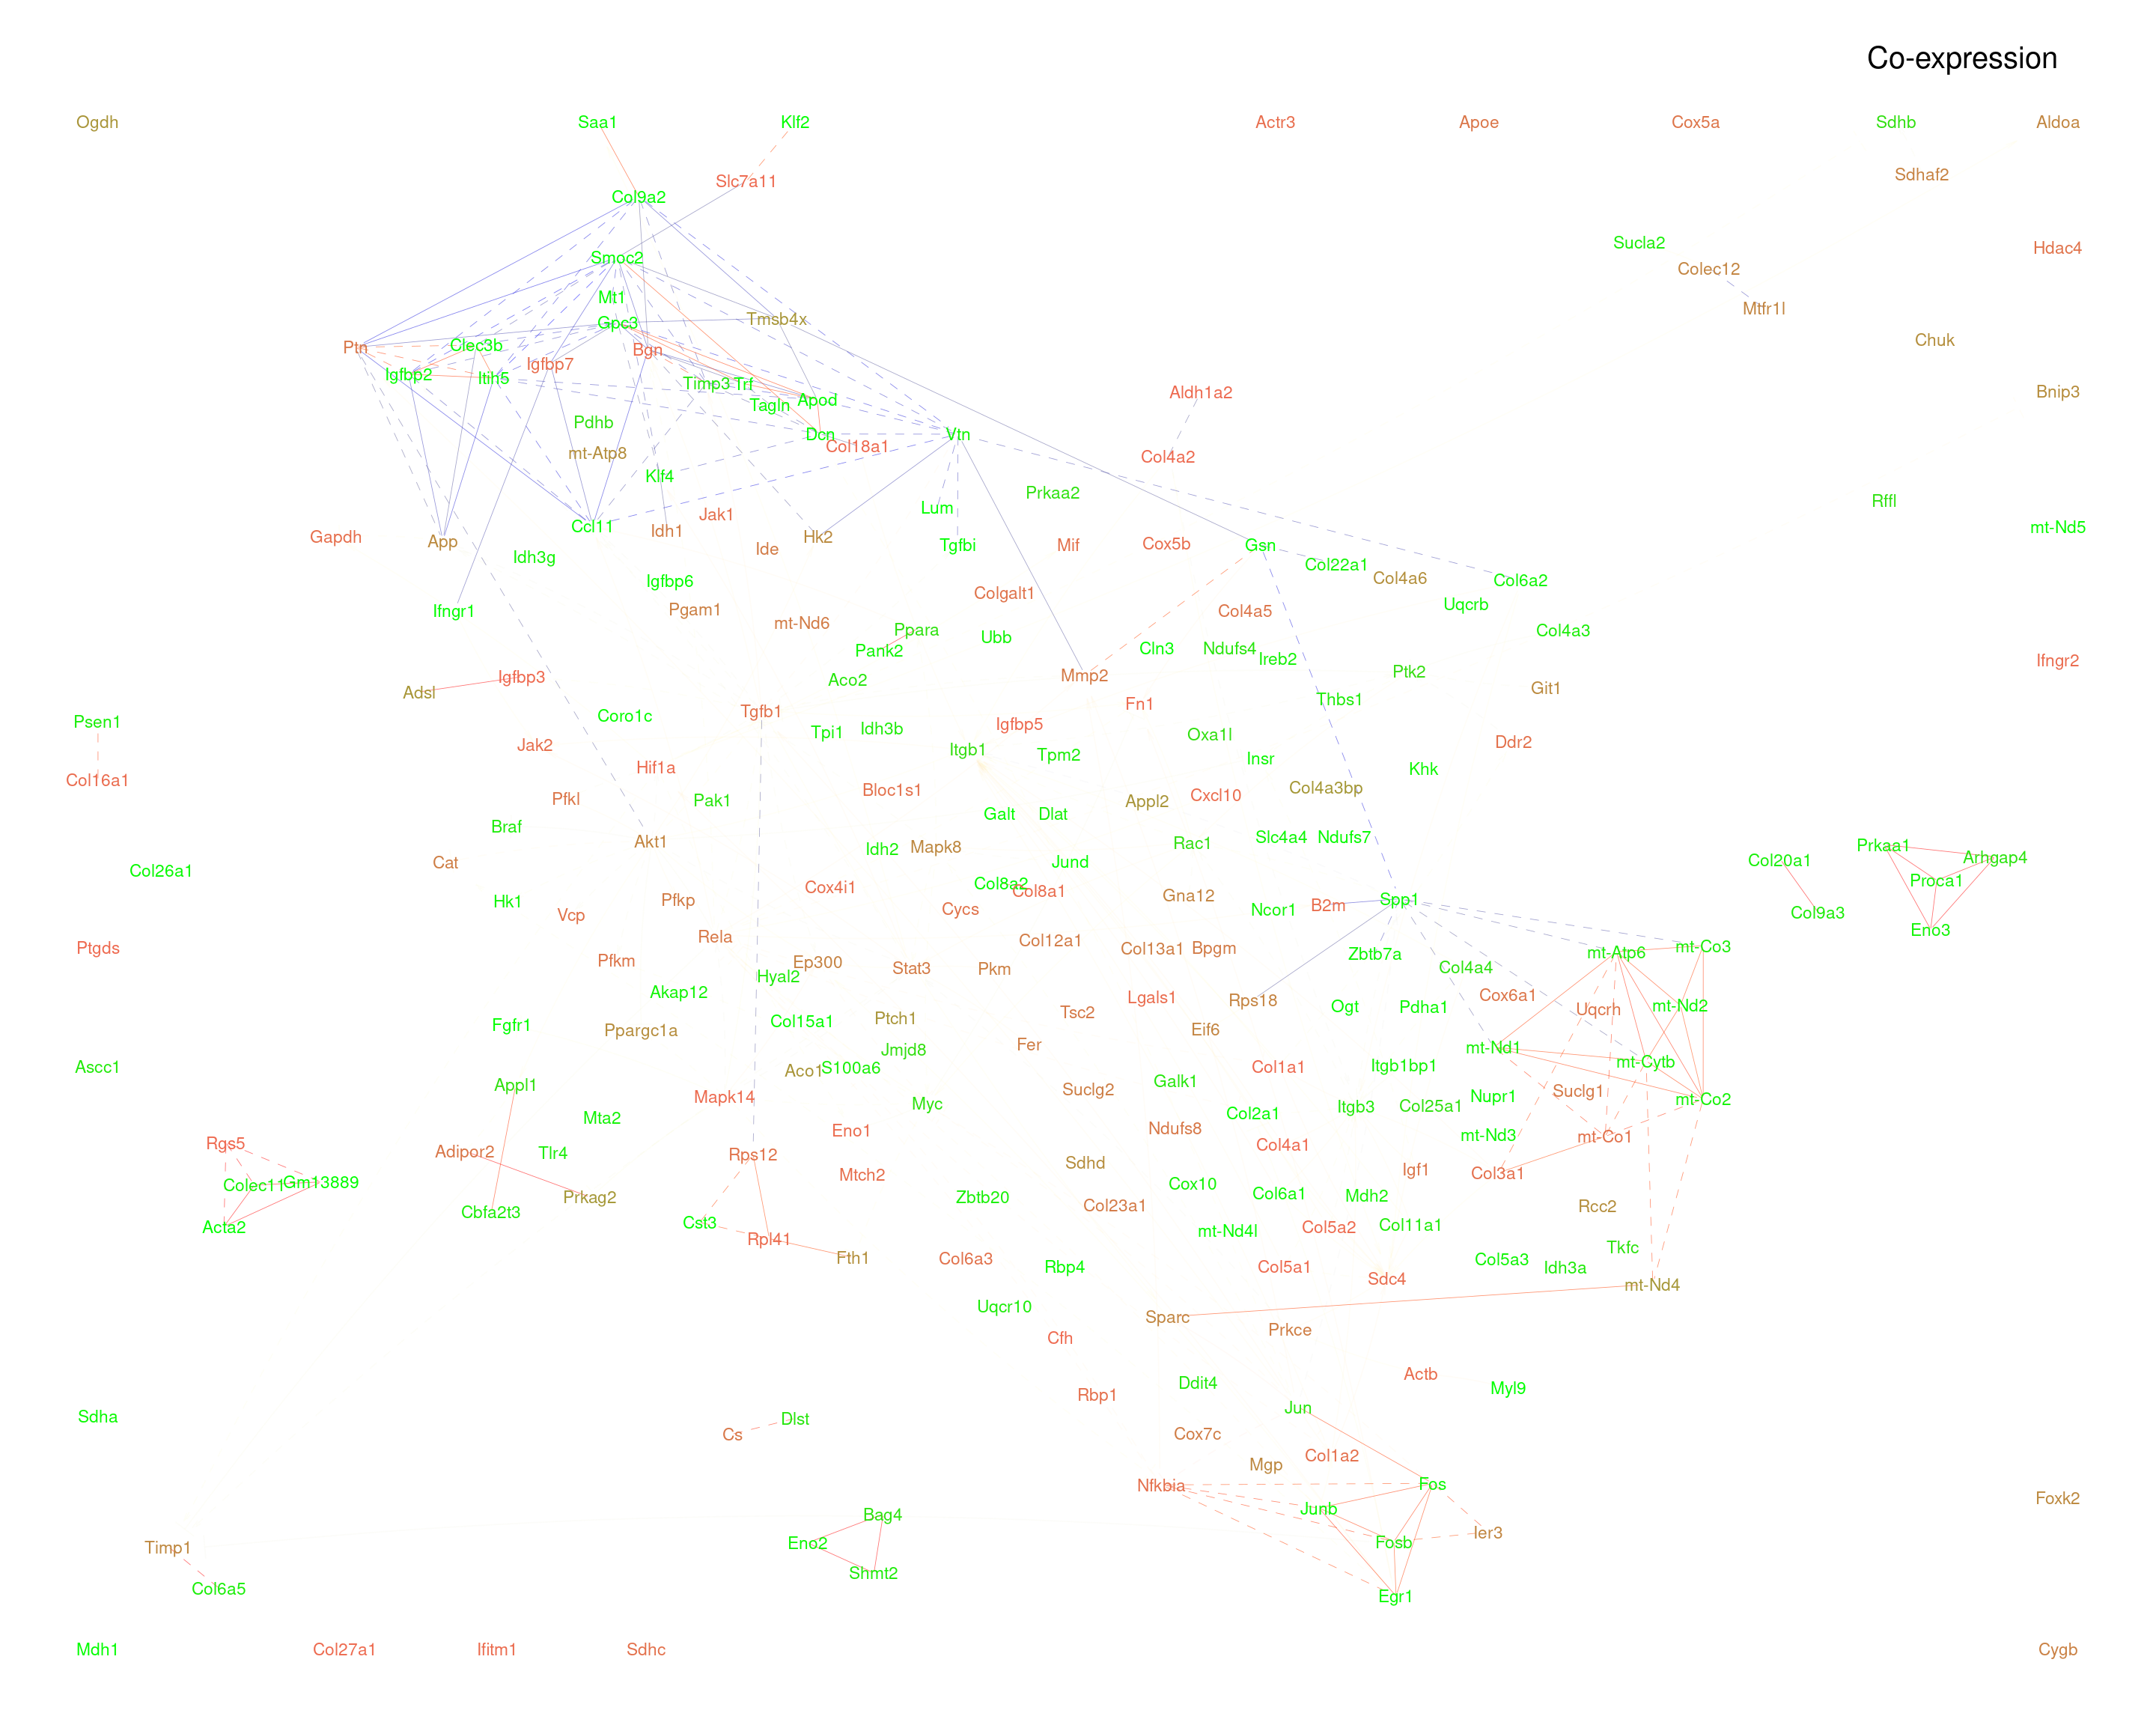 Co-expression
Ogdh
Saa1
Klf2
Actr3
Apoe
Cox5a
Sdhb
Aldoa
Sdhaf2
Slc7a11
Col9a2
Sucla2
Hdac4
Smoc2
Colec12
Mt1
Mtfr1l
Tmsb4x
Gpc3
Chuk
Clec3b
Ptn
Bgn
Igfbp7
Igfbp2
Itih5
Timp3
Trf
Aldh1a2
Bnip3
Apod
Tagln
Pdhb
Dcn
Vtn
Col18a1
mt-Atp8
Col4a2
Klf4
Prkaa2
Rffl
Lum
Jak1
Ccl11
mt-Nd5
Idh1
Gapdh
Hk2
App
Cox5b
Mif
Tgfbi
Gsn
Ide
Idh3g
Col22a1
Col4a6
Col6a2
Igfbp6
Colgalt1
Uqcrb
Pgam1
Ifngr1
Col4a5
mt-Nd6
Ppara
Col4a3
Ubb
Pank2
Cln3
Ndufs4
Ireb2
Ifngr2
Ptk2
Mmp2
Igfbp3
Aco2
Git1
Adsl
Thbs1
Fn1
Tgfb1
Coro1c
Psen1
Igfbp5
Idh3b
Tpi1
Oxa1l
Ddr2
Jak2
Itgb1
Tpm2
Insr
Hif1a
Khk
Col16a1
Col4a3bp
Bloc1s1
Cxcl10
Pfkl
Pak1
Appl2
Galt
Dlat
Braf
Slc4a4
Ndufs7
Akt1
Rac1
Prkaa1
Mapk8
Idh2
Arhgap4
Col20a1
Cat
Jund
Col26a1
Proca1
Col8a2
Cox4i1
Col8a1
Gna12
Spp1
Pfkp
Hk1
B2m
Cycs
Ncor1
Col9a3
Vcp
Eno3
Rela
Col12a1
mt-Co3
Ptgds
Col13a1
Bpgm
mt-Atp6
Zbtb7a
Pfkm
Ep300
Stat3
Pkm
Col4a4
Hyal2
Akap12
Cox6a1
Lgals1
Rps18
Ogt
Pdha1
mt-Nd2
Uqcrh
Tsc2
Ptch1
Col15a1
Fgfr1
Ppargc1a
Eif6
Fer
mt-Nd1
Jmjd8
mt-Cytb
Itgb1bp1
Col1a1
Ascc1
S100a6
Aco1
Galk1
Appl1
Suclg2
Suclg1
Mapk14
Nupr1
mt-Co2
Myc
Itgb3
Col25a1
Col2a1
Mta2
Ndufs8
Eno1
mt-Nd3
mt-Co1
Rgs5
Col4a1
Adipor2
Tlr4
Rps12
Sdhd
Igf1
Col3a1
Mtch2
Gm13889
Colec11
Cox10
Col6a1
Mdh2
Prkag2
Zbtb20
Col23a1
Rcc2
Cbfa2t3
Cst3
Acta2
Col5a2
Col11a1
mt-Nd4l
Rpl41
Tkfc
Fth1
Col6a3
Col5a3
Rbp4
Col5a1
Idh3a
Sdc4
mt-Nd4
Uqcr10
Sparc
Prkce
Cfh
Actb
Ddit4
Myl9
Rbp1
Jun
Sdha
Dlst
Cs
Cox7c
Col1a2
Mgp
Nfkbia
Fos
Foxk2
Junb
Bag4
Ier3
Eno2
Fosb
Timp1
Shmt2
Col6a5
Egr1
Mdh1
Col27a1
Ifitm1
Sdhc
Cygb